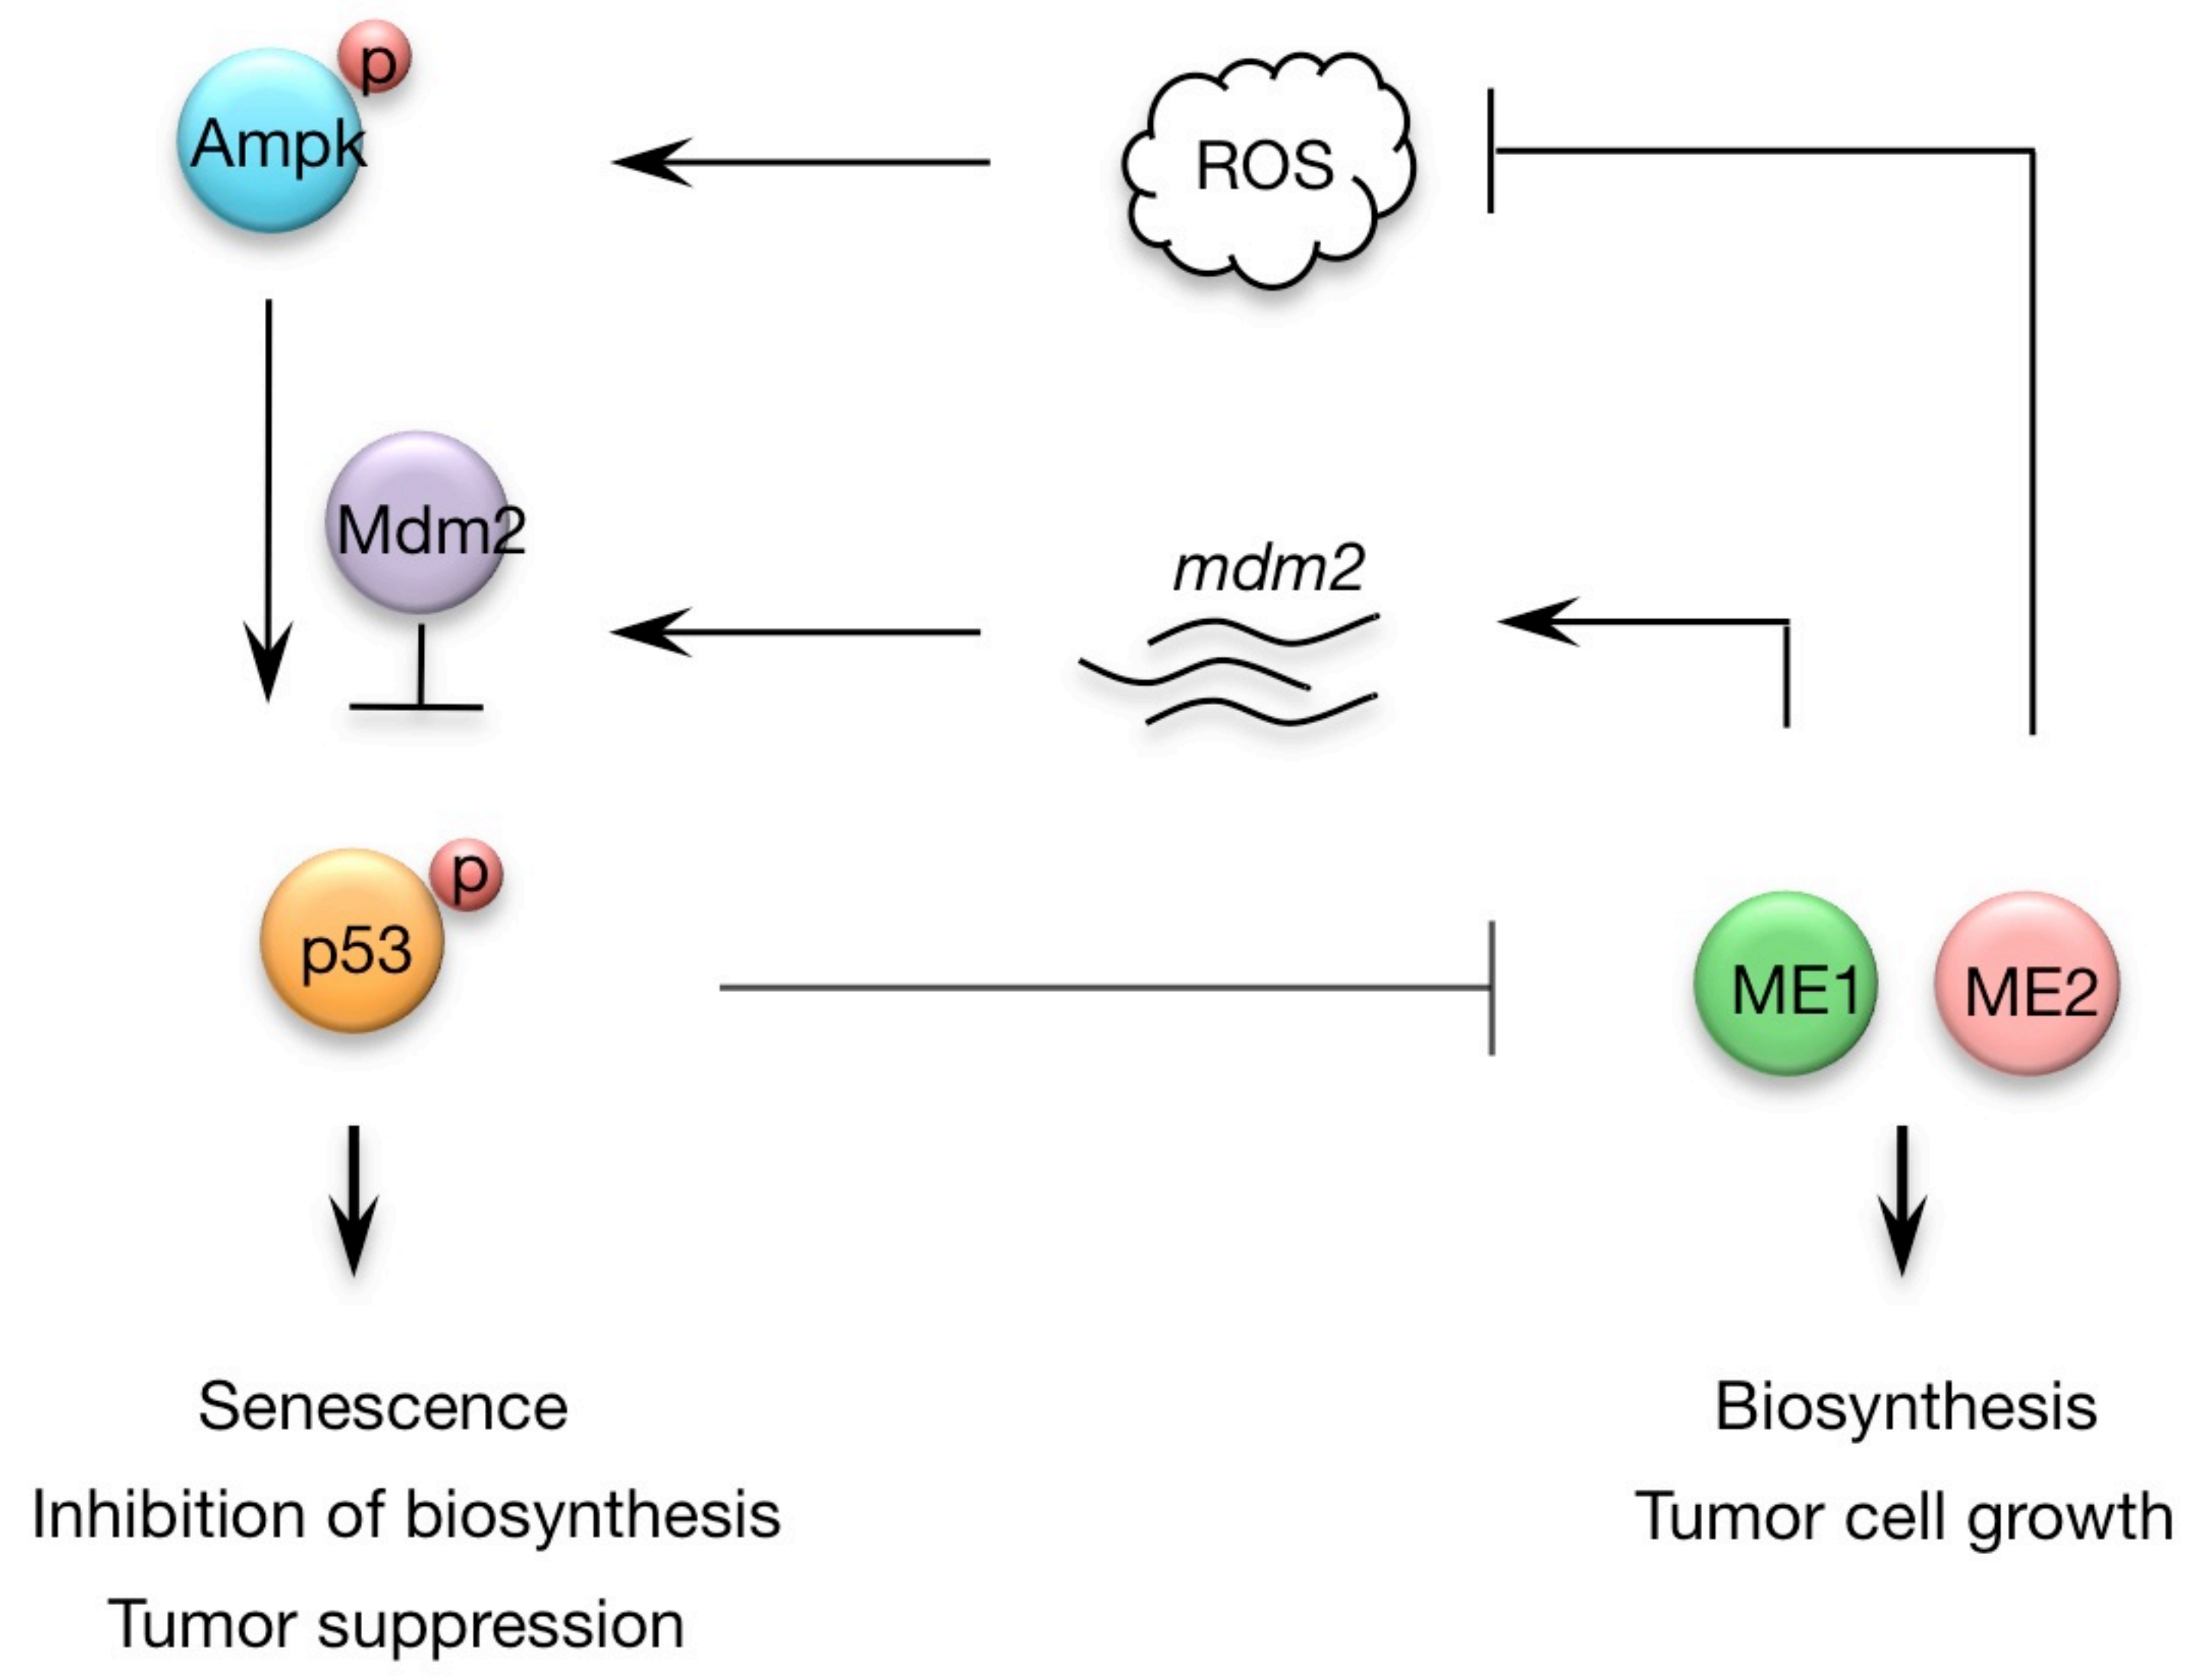 p
Ampk
ROS
Mdm2
mdm2
p
p53
ME1
ME2
Senescence
Inhibition of biosynthesis
Tumor suppression
Biosynthesis
Tumor cell growth